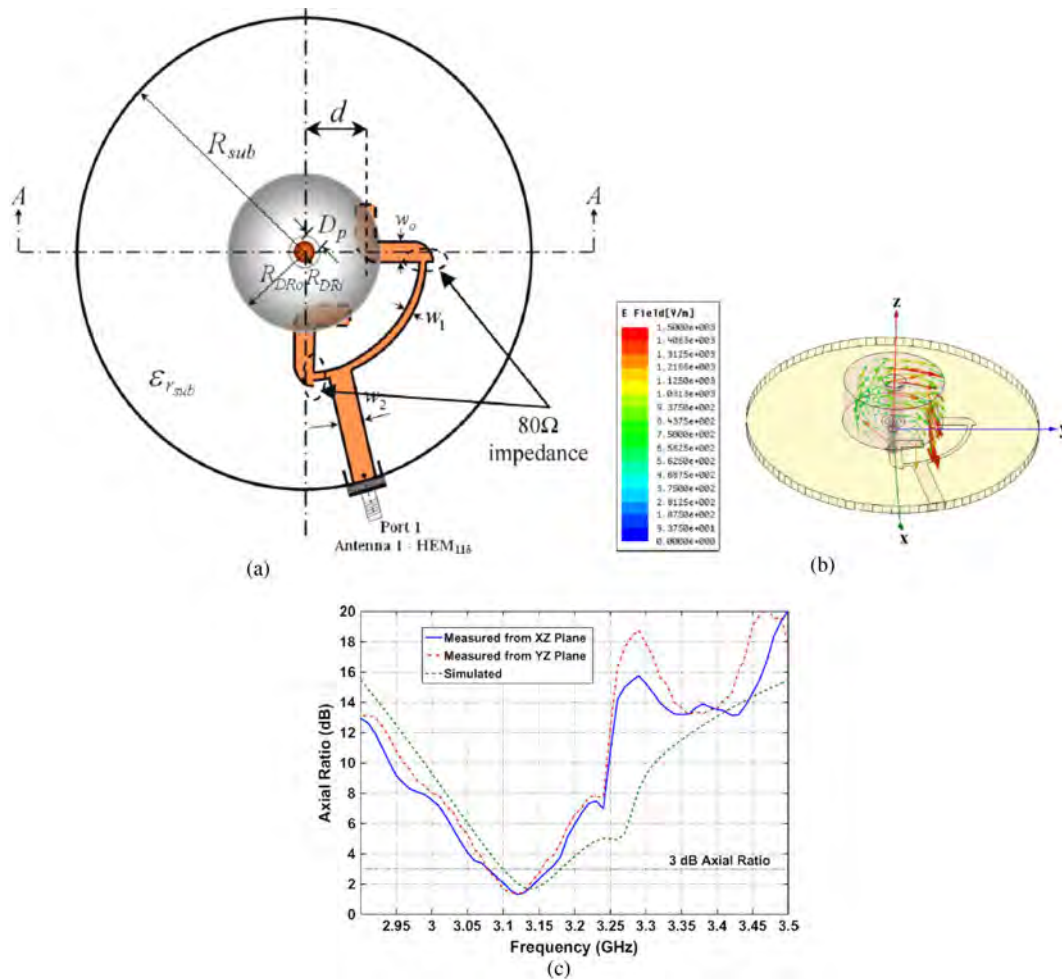 d
R_sub
A
A
D_p
w_o
R_DRo R_DRi
w_1
ε_r_sub
w_2
80Ω
impedance
Port 1
Antenna 1 : HEM_11δ
(a)
E Field[V/m]
1.5000e+003
1.4063e+003
1.3125e+003
1.2188e+003
1.1250e+003
1.0313e+003
9.3750e+002
8.4375e+002
7.5000e+002
6.5625e+002
5.6250e+002
4.6875e+002
3.7500e+002
2.8125e+002
1.8750e+002
9.3750e+001
0.0000e+000
z
x
(b)
20
18
16
14
12
10
8
6
4
2
0
Axial Ratio (dB)
Measured from XZ Plane
Measured from YZ Plane
Simulated
3 dB Axial Ratio
2.95 3 3.05 3.1 3.15 3.2 3.25 3.3 3.35 3.4 3.45 3.5
Frequency (GHz)
(c)